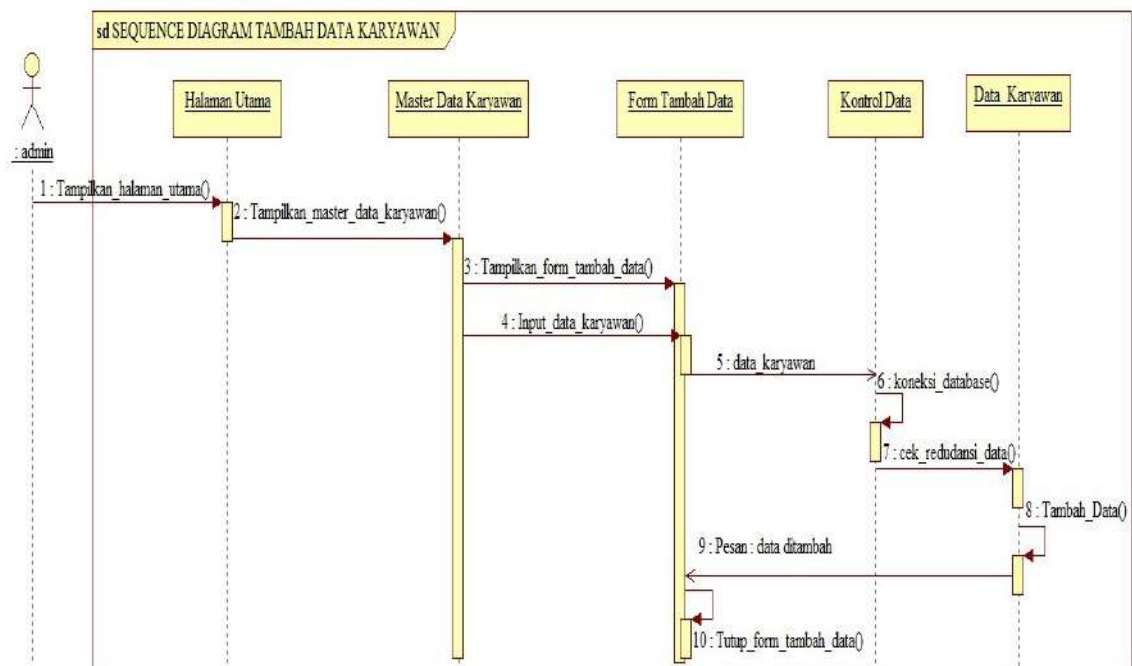 sd SEQUENCE DIAGRAM TAMBAH DATA KARYAWAN
Halaman Utama
Master Data Karyawan
Form Tambah Data
Kontrol Data
Data Karyawan
: admin
1 : Tampilkan_halaman_utama()
2 : Tampilkan_master_data_karyawan()
3 : Tampilkan_form_tambah_data()
4 : Input_data_karyawan()
5 : data_karyawan
6 : koneksi_database()
7 : cek_redudansi_data()
8 : Tambah_Data()
9 : Pesan : data ditambah
10 : Tutup_form_tambah_data()